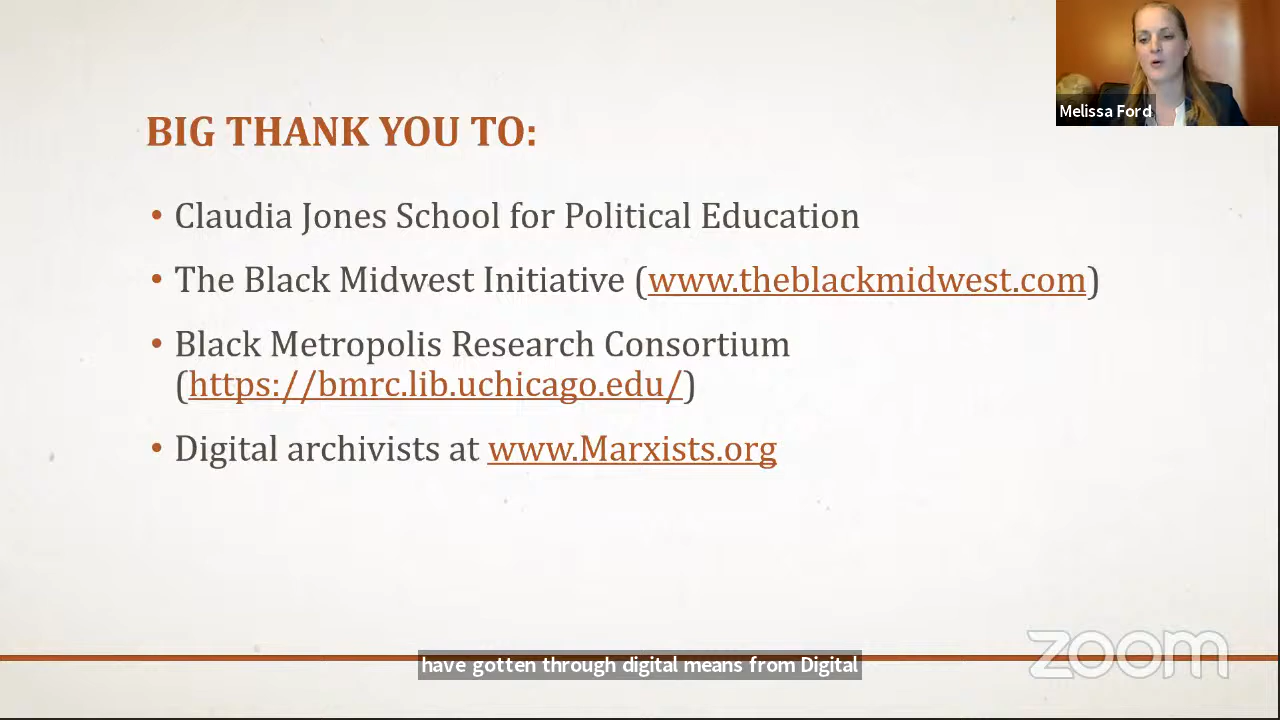 Melissa Ford
BIG THANK YOU TO:
• Claudia Jones School for Political Education
• The Black Midwest Initiative (www.theblackmidwest.com)
• Black Metropolis Research Consortium
(https://bmrc.lib.uchicago.edu/)
• Digital archivists at www.Marxists.org
zoom
have gotten through digital means from Digital